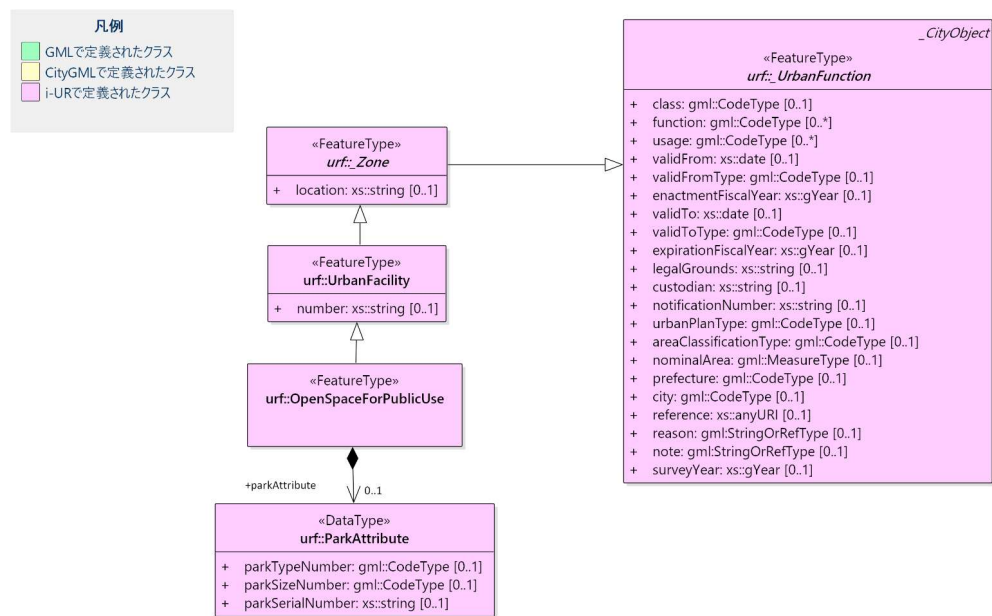 凡例
GMLで定義されたクラス
CityGMLで定義されたクラス
i-URで定義されたクラス
_CityObject
«FeatureType»
urf::_UrbanFunction
+ class: gml::CodeType [0..1]
+ function: gml::CodeType [0..*]
+ usage: gml::CodeType [0..*]
+ validFrom: xs::date [0..1]
+ validFromType: gml::CodeType [0..1]
+ enactmentFiscalYear: xs::gYear [0..1]
+ validTo: xs::date [0..1]
+ validToType: gml::CodeType [0..1]
+ expirationFiscalYear: xs::gYear [0..1]
+ legalGrounds: xs::string [0..1]
+ custodian: xs::string [0..1]
+ notificationNumber: xs::string [0..1]
+ urbanPlanType: gml::CodeType [0..1]
+ areaClassificationType: gml::CodeType [0..1]
+ nominalArea: gml::MeasureType [0..1]
+ prefecture: gml::CodeType [0..1]
+ city: gml::CodeType [0..1]
+ reference: xs::anyURI [0..1]
+ reason: gml:StringOrRefType [0..1]
+ note: gml:StringOrRefType [0..1]
+ surveyYear: xs::gYear [0..1]
«FeatureType»
urf::_Zone
+ location: xs::string [0..1]
«FeatureType»
urf::UrbanFacility
+ number: xs::string [0..1]
«FeatureType»
urf::OpenSpaceForPublicUse
+parkAttribute
0..1
«DataType»
urf::ParkAttribute
+ parkTypeNumber: gml::CodeType [0..1]
+ parkSizeNumber: gml::CodeType [0..1]
+ parkSerialNumber: xs::string [0..1]